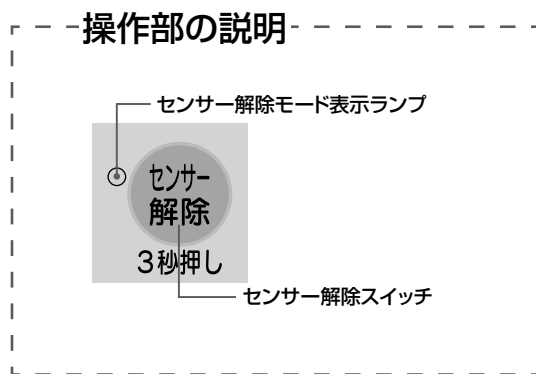 操作部の説明
センサー解除モード表示ランプ
センサー
解除
3秒押し
センサー解除スイッチ